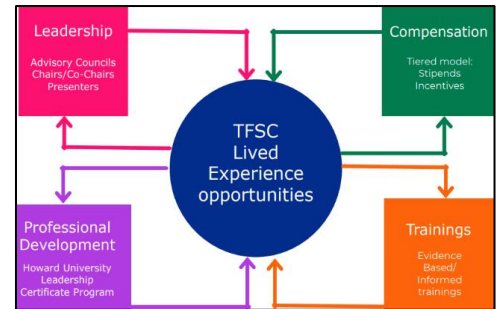 Leadership
Advisory Councils
Chairs/Co-Chairs
Presenters
Compensation
Tiered model:
Stipends
Incentives
TFSC
Lived
Experience
opportunities
Professional
Development
Howard University
Leadership
Certificate Program
Trainings
Evidence
Based/
Informed
trainings